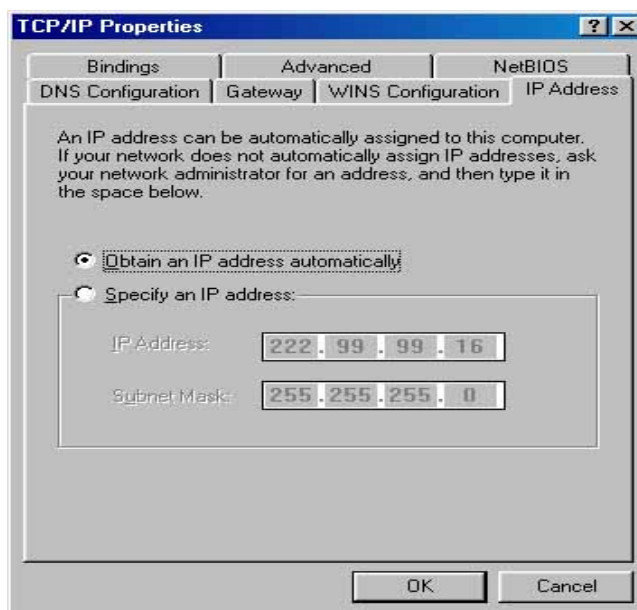 TCP/IP Properties
Bindings
Advanced
NetBIOS
DNS Configuration
Gateway
WINS Configuration
IP Address
An IP address can be automatically assigned to this computer.
If your network does not automatically assign IP addresses, ask
your network administrator for an address, and then type it in
the space below.
Obtain an IP address automatically
Specify an IP address:
IP Address: 222 . 99 . 99 . 16
Subnet Mask: 255 . 255 . 255 . 0
OK
Cancel